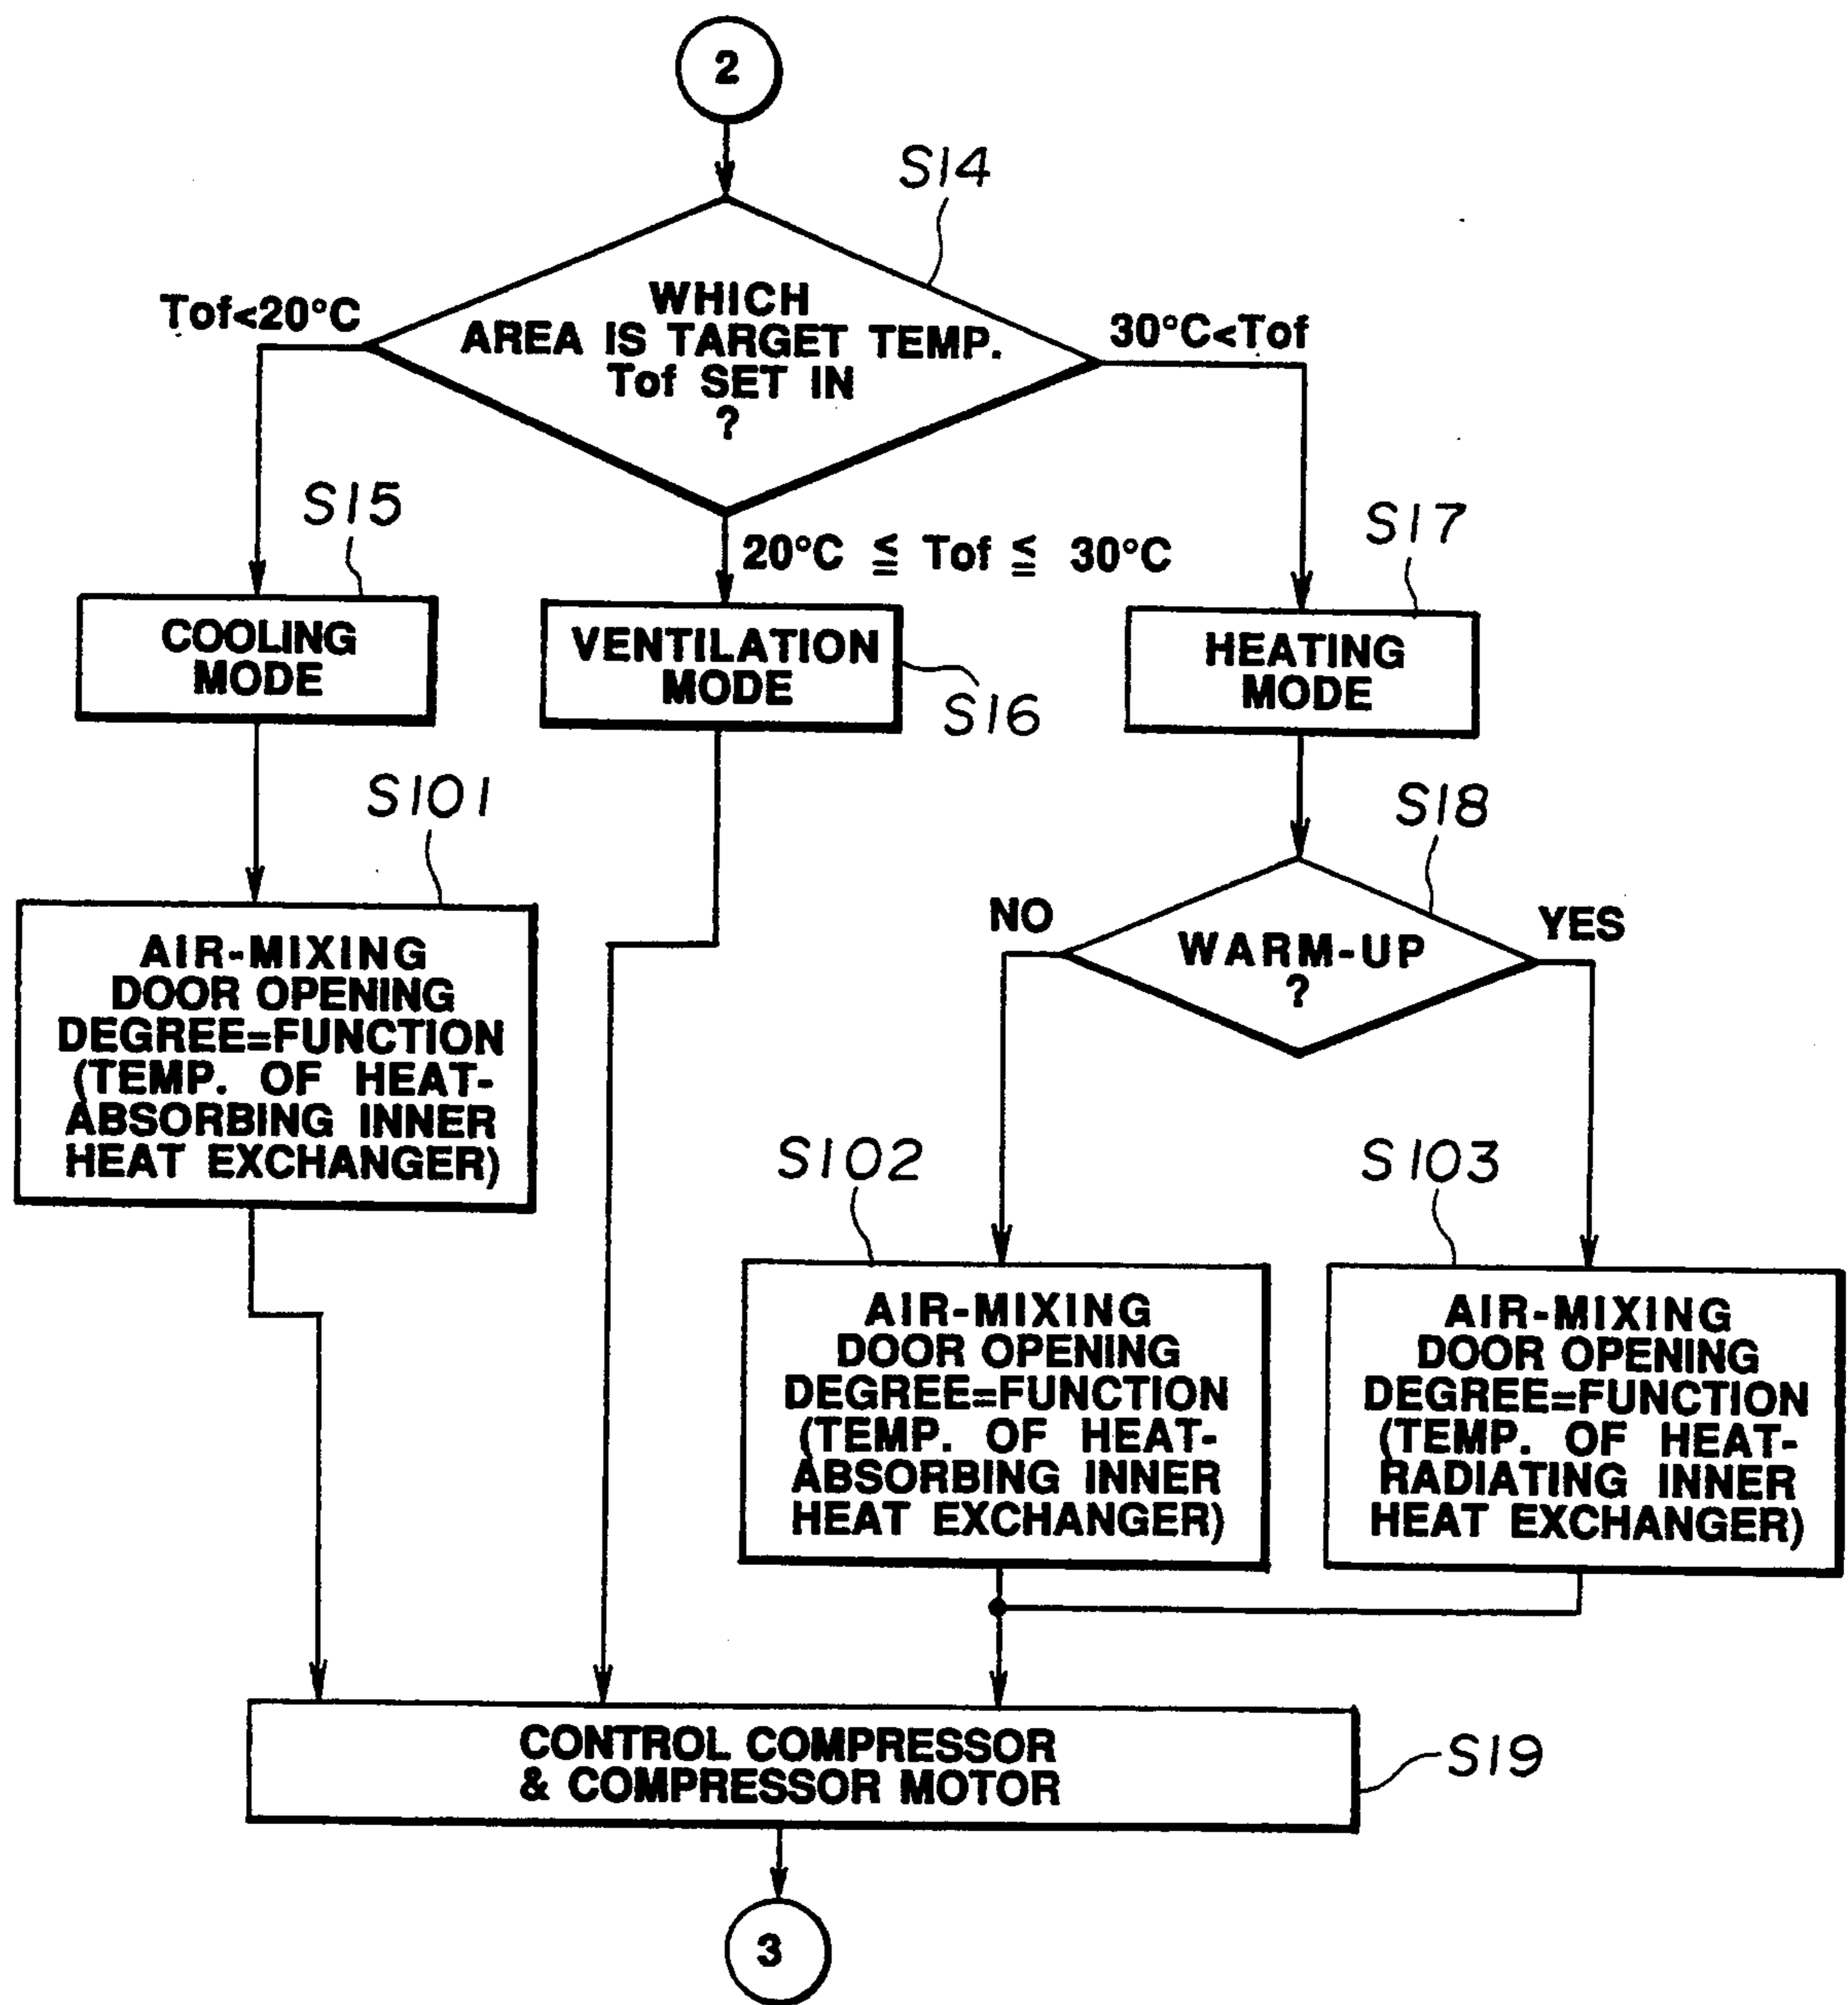 2
S14
WHICH
AREA IS TARGET TEMP.
Tof SET IN
?
Tof<20°C
30°C<Tof
20°C ≦ Tof ≦ 30°C
S15
COOLING
MODE
VENTILATION
MODE
S16
S17
HEATING
MODE
S101
AIR-MIXING
DOOR OPENING
DEGREE=FUNCTION
(TEMP. OF HEAT-
ABSORBING INNER
HEAT EXCHANGER)
S18
NO
WARM-UP
?
YES
S102
AIR-MIXING
DOOR OPENING
DEGREE=FUNCTION
(TEMP. OF HEAT-
ABSORBING INNER
HEAT EXCHANGER)
S103
AIR-MIXING
DOOR OPENING
DEGREE=FUNCTION
(TEMP. OF HEAT-
RADIATING INNER
HEAT EXCHANGER)
CONTROL COMPRESSOR
& COMPRESSOR MOTOR
S19
3